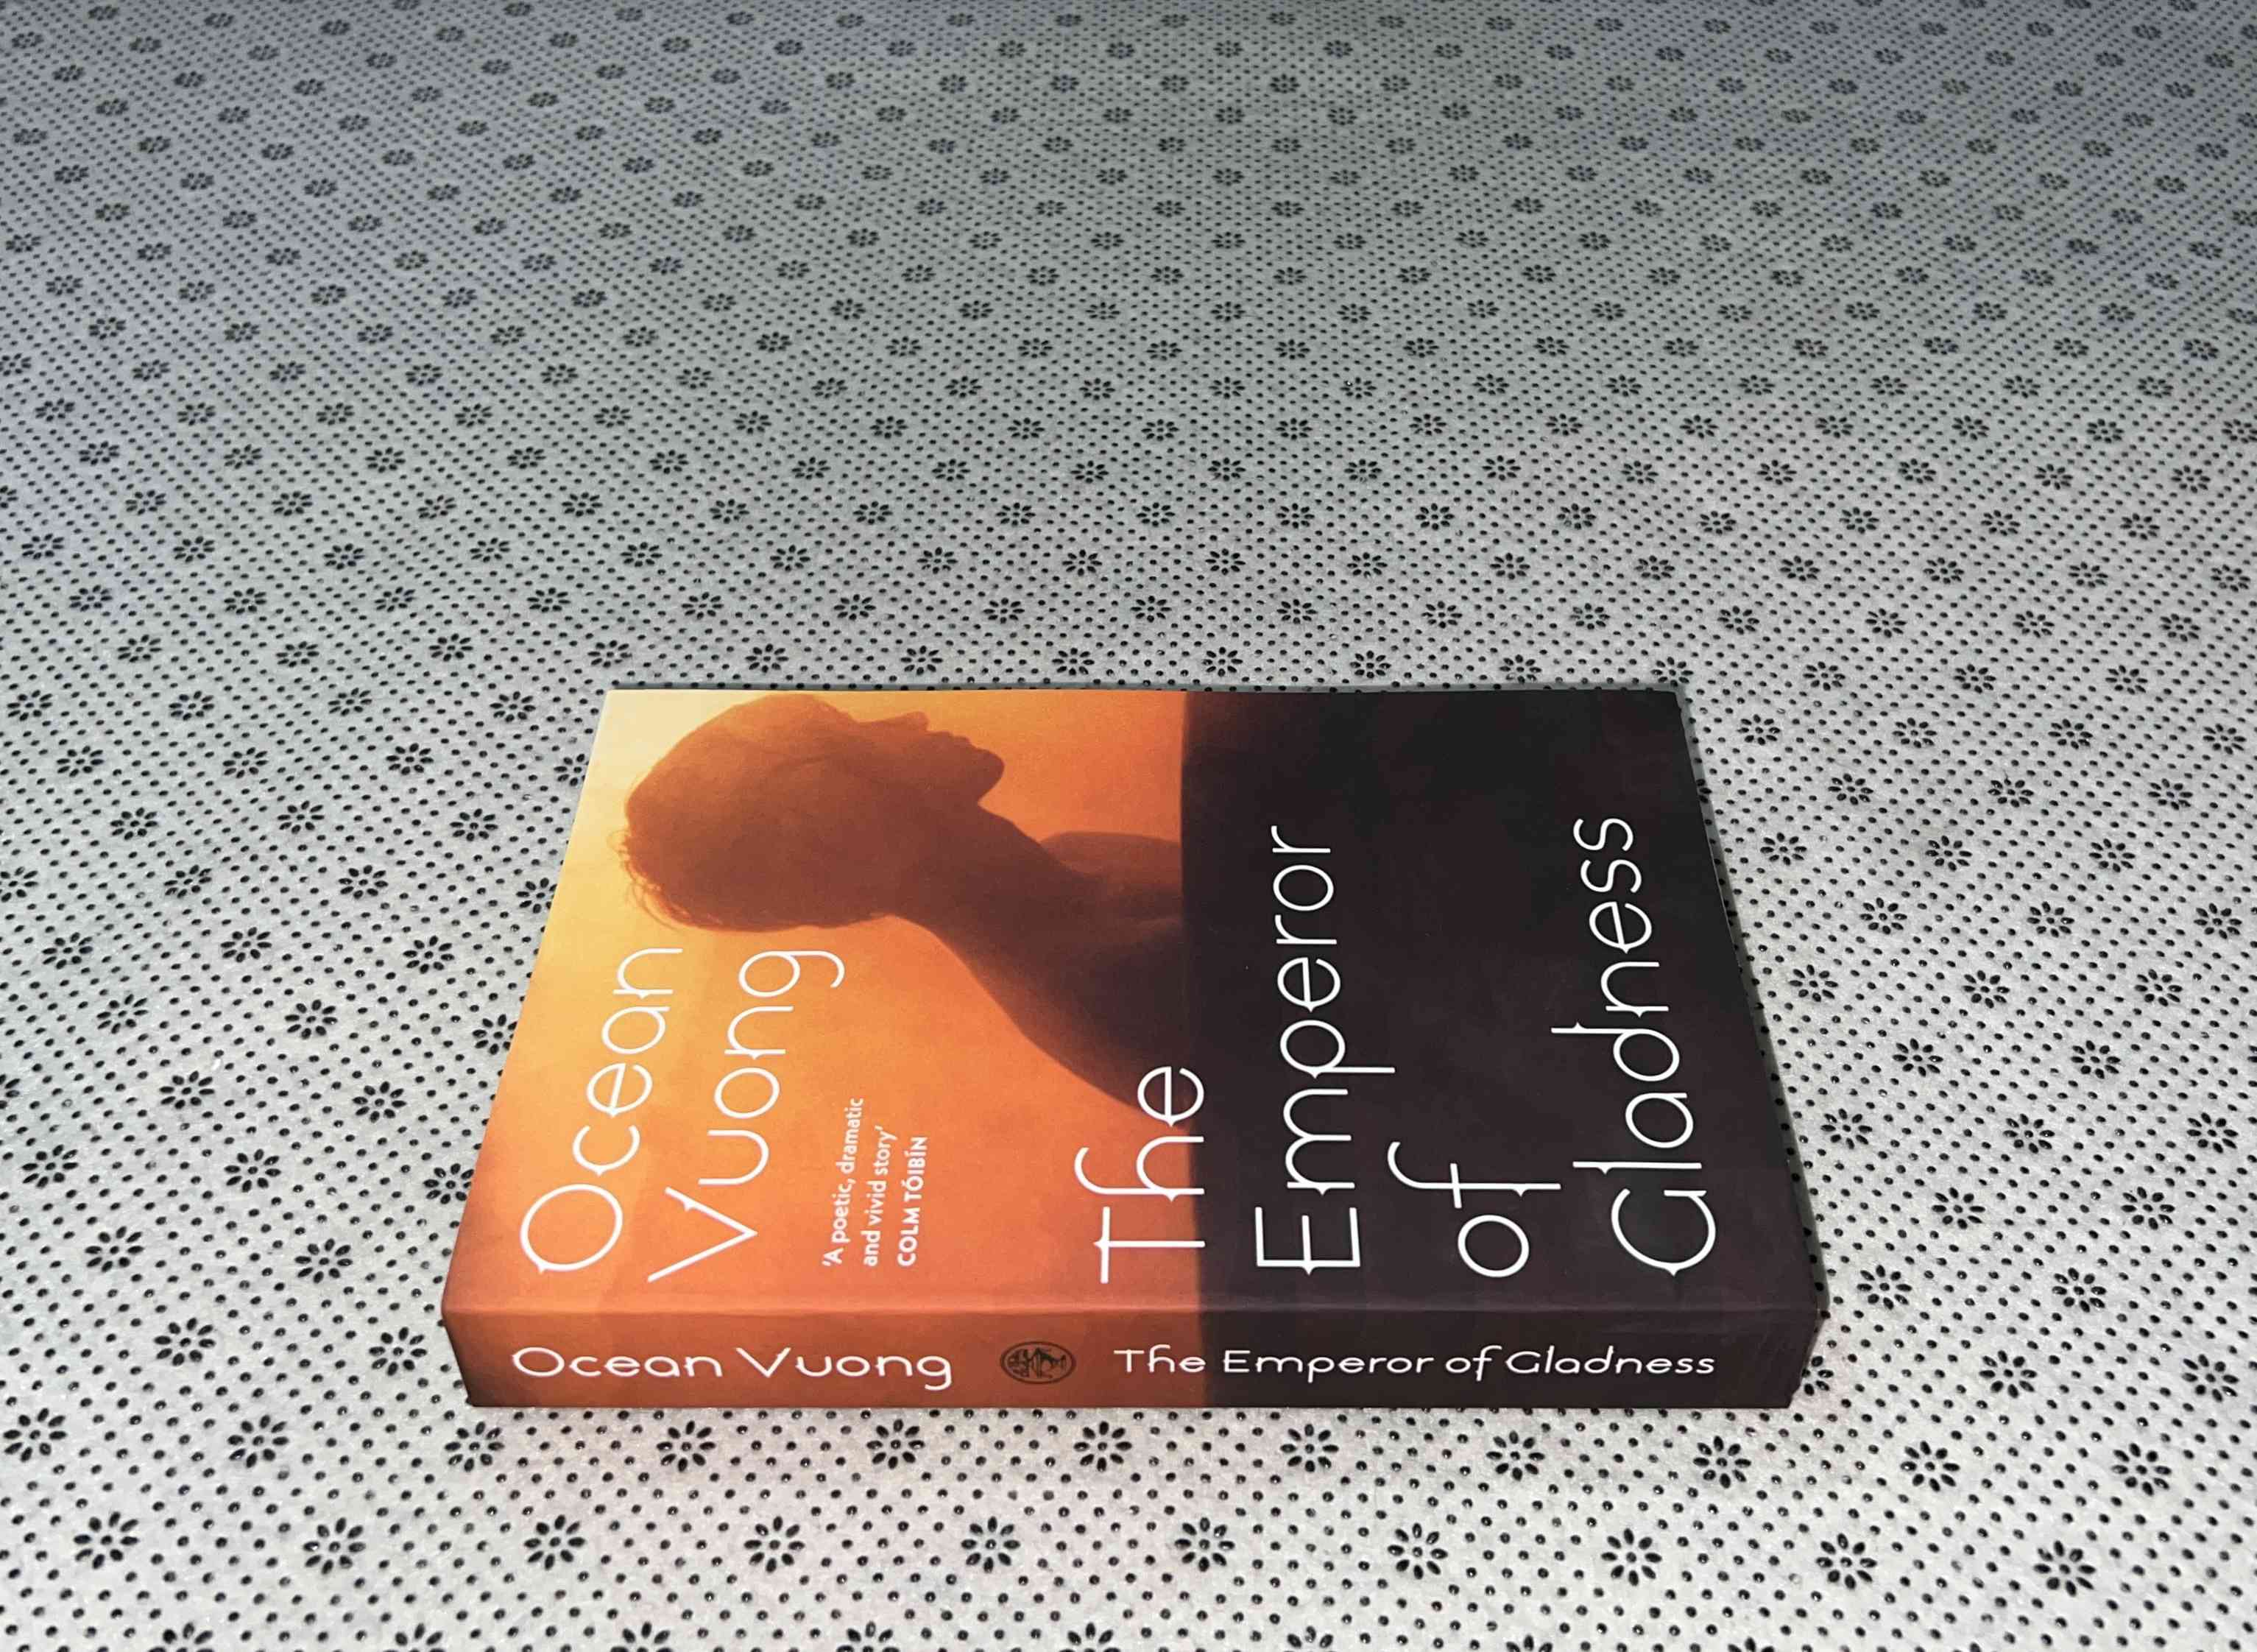 Ocean
Vuong
'A poetic, dramatic
and vivid story'
COLM TÓIBÍN
The
Emperor
of
Gladness
Ocean Vuong The Emperor of Gladness